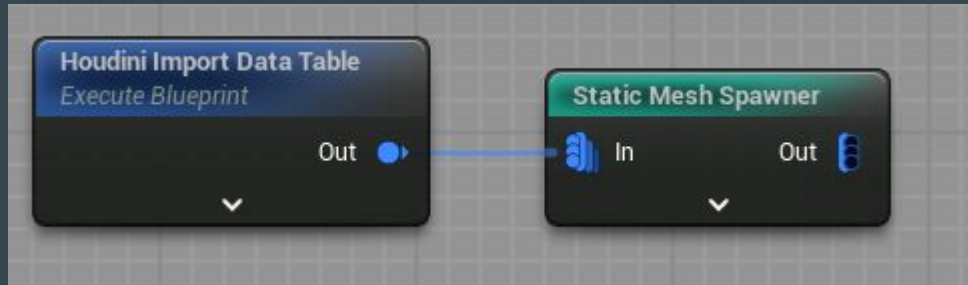 Houdini Import Data Table
Execute Blueprint
Out
Static Mesh Spawner
In
Out